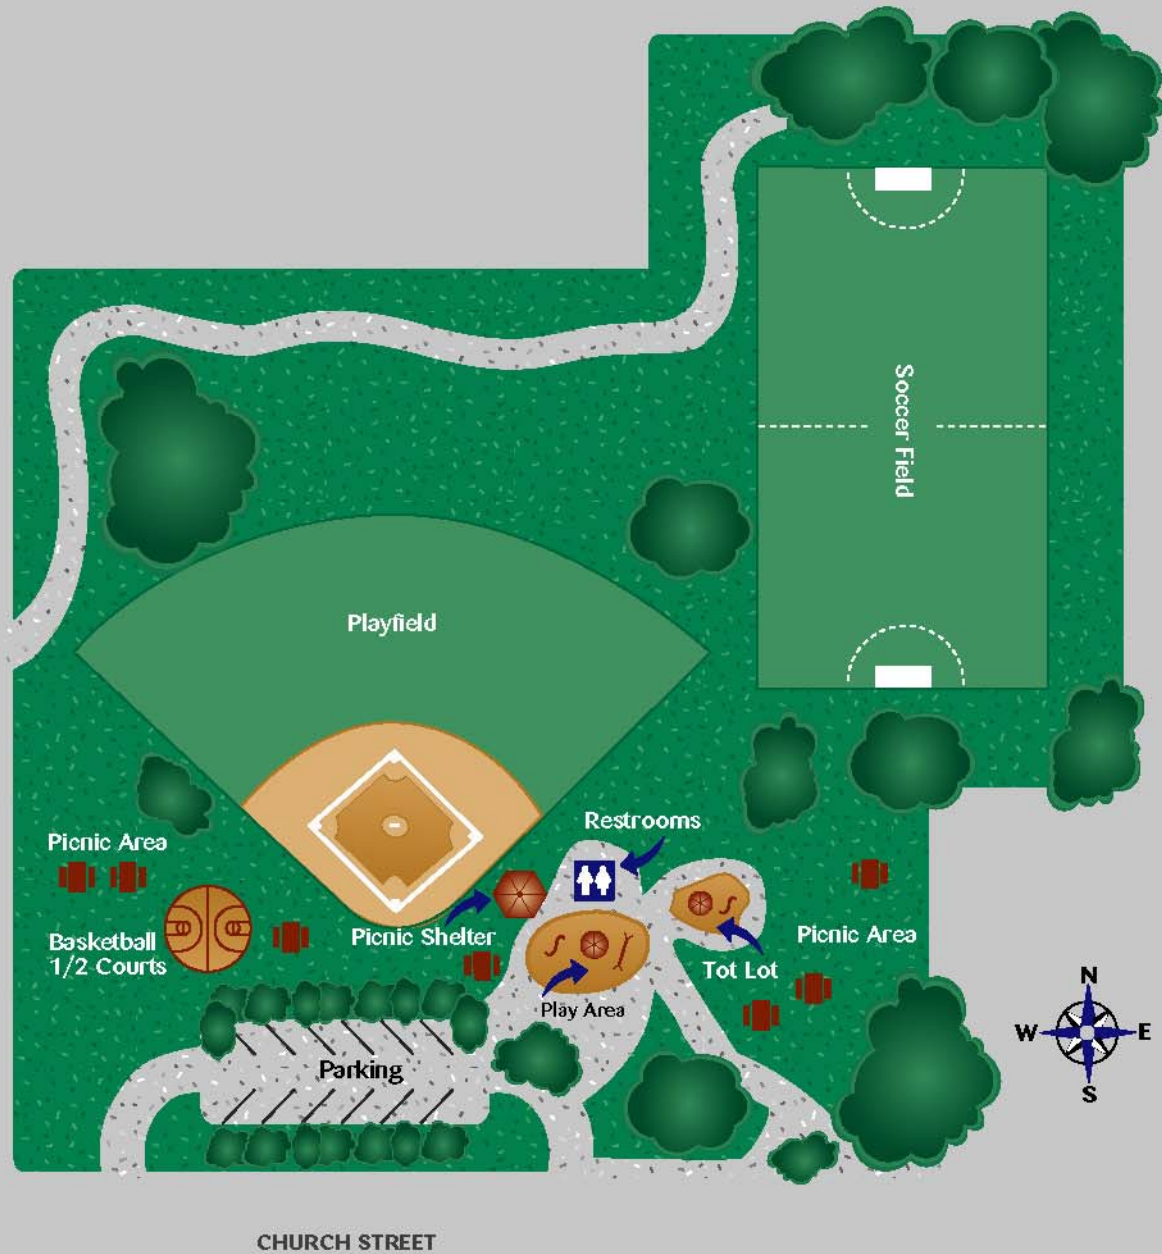 Soccer Field
Playfield
Restrooms
Picnic Area
Picnic Shelter
Basketball
1/2 Courts
Picnic Area
Tot Lot
Play Area
Parking
N
W
E
S
CHURCH STREET